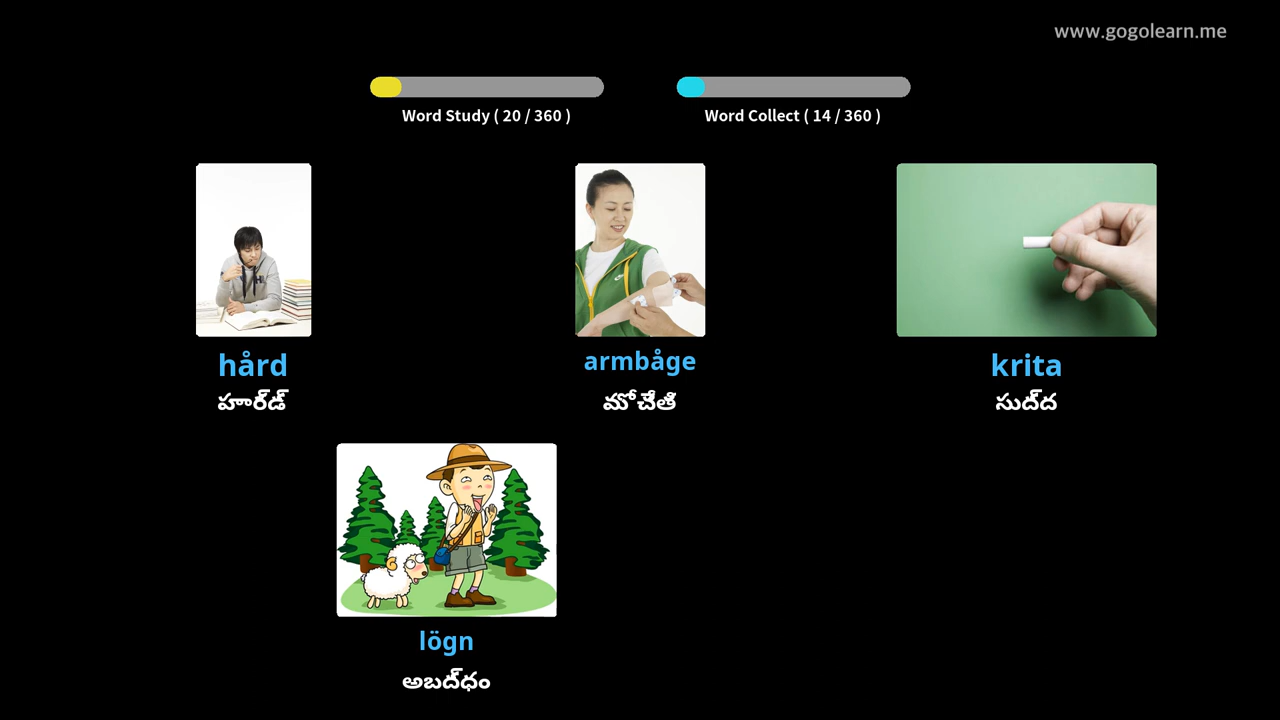 www.gogolearn.me
Word Study ( 20 / 360 )
Word Collect ( 14 / 360 )
hård
హార్డ్
armbåge
మోచేతి
krita
సుద్ద
lögn
అబద్ధం